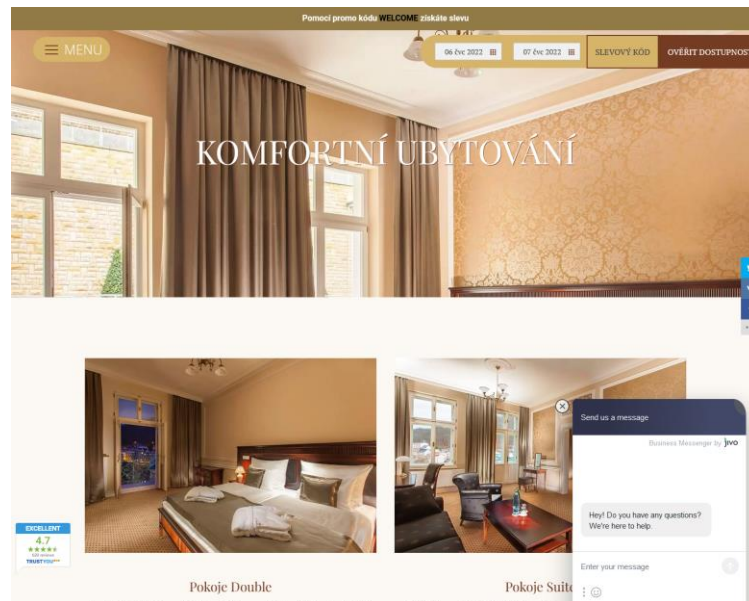 Pomocí promo kódu WELCOME získáte slevu
MENU
06 čvc 2022
07 čvc 2022
SLEVOVÝ KÓD
OVĚŘIT DOSTUPNOST
KOMFORTNÍ UBYTOVÁNÍ
Send us a message
Business Messenger by jivo
Hey! Do you have any questions?
We're here to help.
Enter your message
EXCELLENT
4.7
TRUSTYOU
Pokoje Double
Pokoje Suite